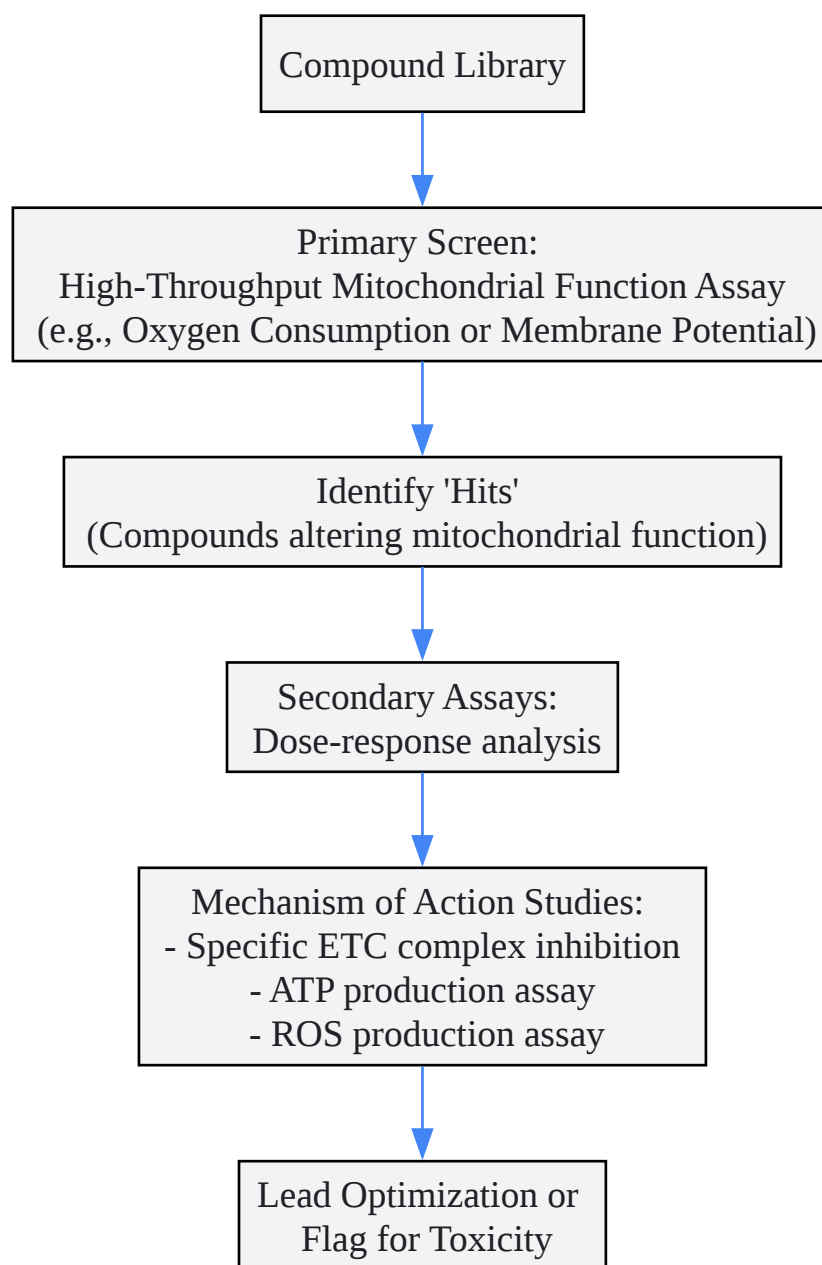 Compound Library
Primary Screen:
High-Throughput Mitochondrial Function Assay
(e.g., Oxygen Consumption or Membrane Potential)
Identify 'Hits'
(Compounds altering mitochondrial function)
Secondary Assays:
Dose-response analysis
Mechanism of Action Studies:
- Specific ETC complex inhibition
- ATP production assay
- ROS production assay
Lead Optimization or
Flag for Toxicity